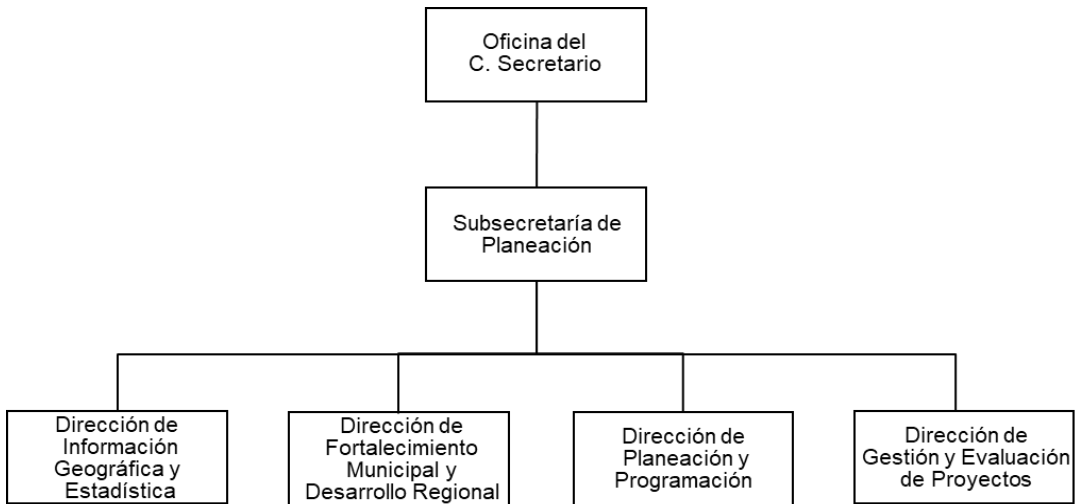 Oficina del
C. Secretario
Subsecretaría de
Planeación
Dirección de
Información
Geográfica y
Estadística
Dirección de
Fortalecimiento
Municipal y
Desarrollo Regional
Dirección de
Planeación y
Programación
Dirección de
Gestión y Evaluación
de Proyectos